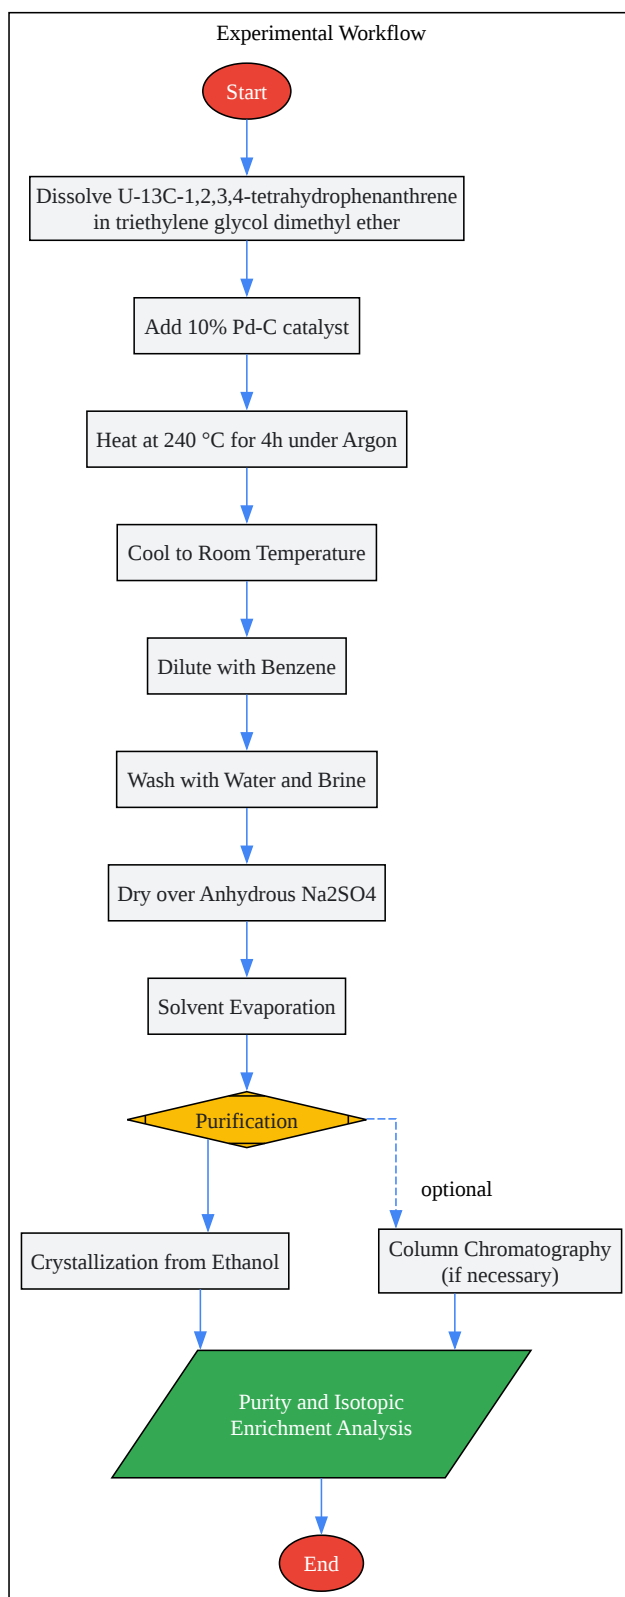 Experimental Workflow
Start
Dissolve U-13C-1,2,3,4-tetrahydrophenanthrene
in triethylene glycol dimethyl ether
Add 10% Pd-C catalyst
Heat at 240 °C for 4h under Argon
Cool to Room Temperature
Dilute with Benzene
Wash with Water and Brine
Dry over Anhydrous Na2SO4
Solvent Evaporation
Purification
optional
Crystallization from Ethanol
Column Chromatography
(if necessary)
Purity and Isotopic
Enrichment Analysis
End